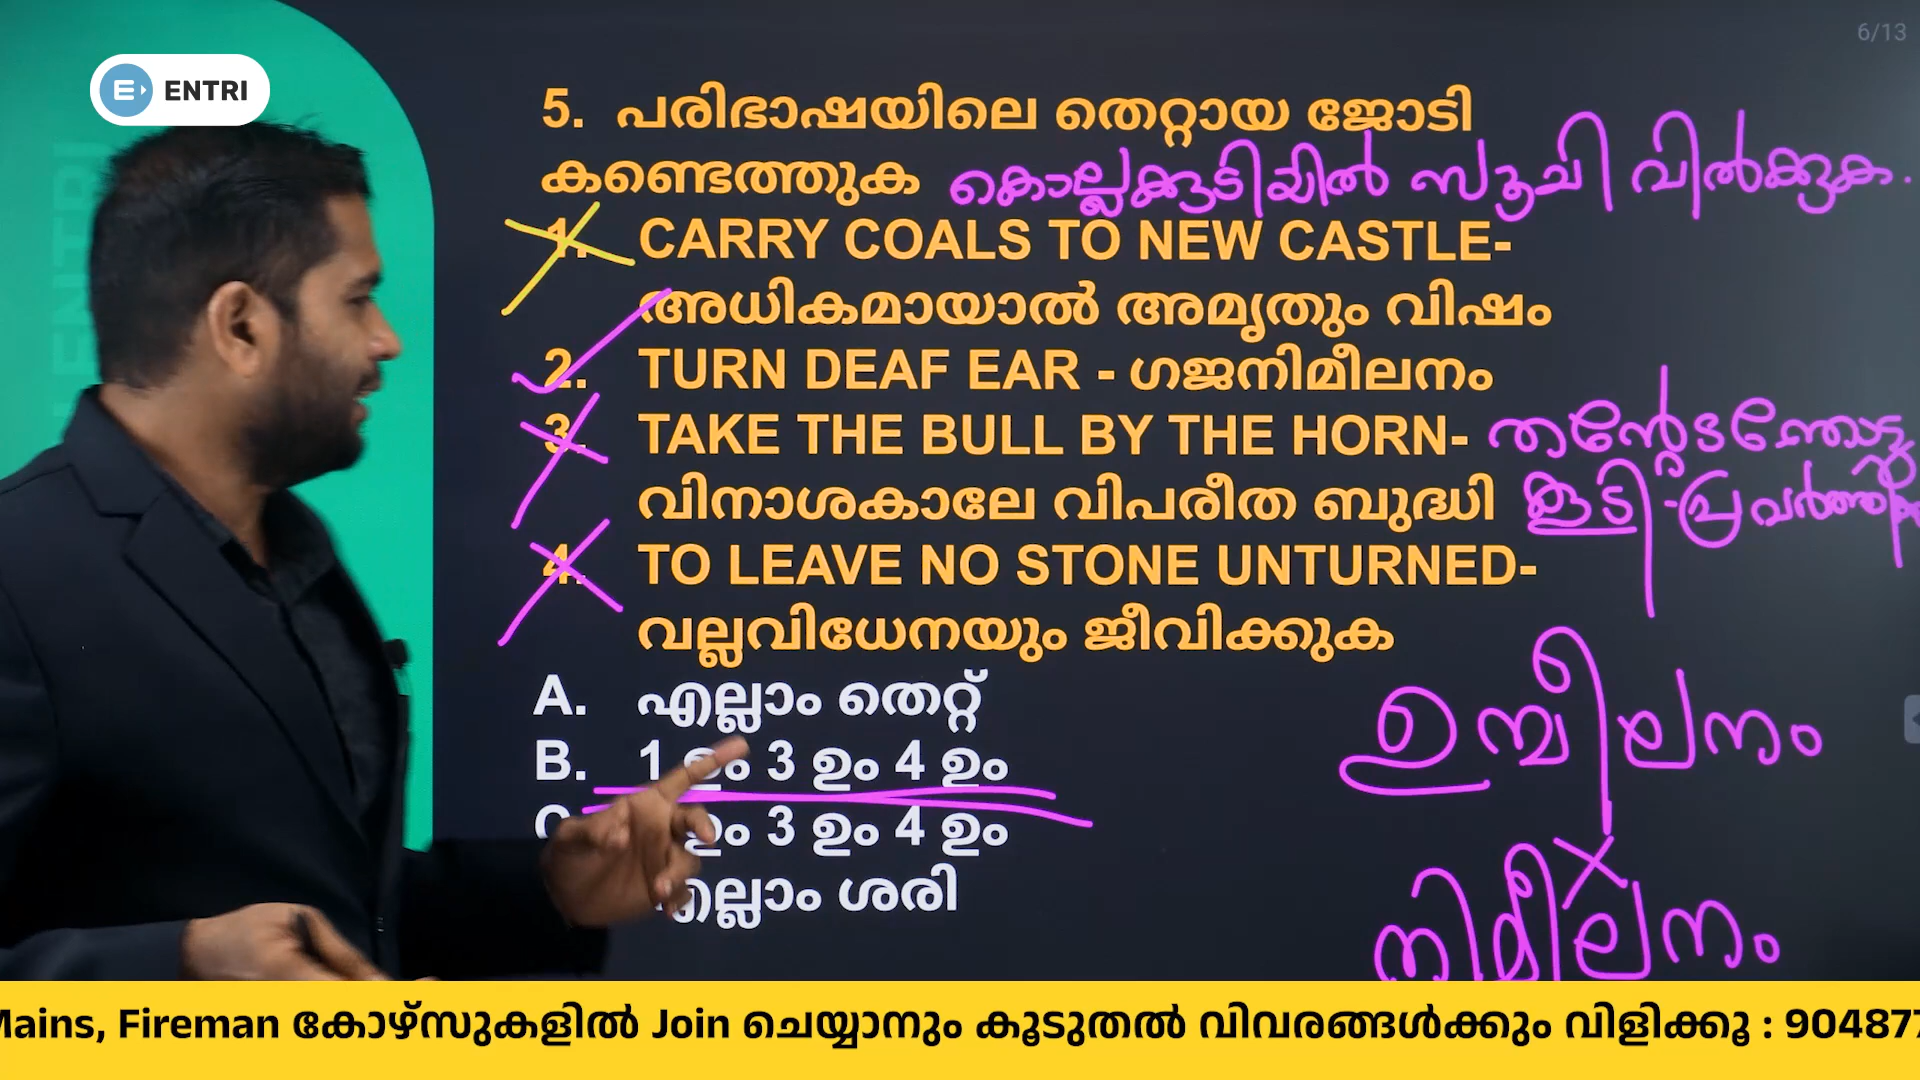 6/13
ENTRI
5. പരിഭാഷയിലെ തെറ്റായ ജോടി
കണ്ടെത്തുക കൊല്ലക്കുടിയിൽ സൂചി വിൽക്കുക.
1. CARRY COALS TO NEW CASTLE-
അധികമായാൽ അമൃതും വിഷം
2. TURN DEAF EAR - ഗജനിമീലനം
3. TAKE THE BULL BY THE HORN- തന്റേടത്തോടു
വിനാശകാലേ വിപരീത ബുദ്ധി കൂടി
4. TO LEAVE NO STONE UNTURNED-
വല്ലവിധേനയും ജീവിക്കുക
A. എല്ലാം തെറ്റ്
B. 1 ഉം 3 ഉം 4 ഉം
ഉന്മീലനം
ഉം 3 ഉം 4 ഉം
എല്ലാം ശരി
നിമീലനം
Mains, Fireman കോഴ്സുകളിൽ Join ചെയ്യാനും കൂടുതൽ വിവരങ്ങൾക്കും വിളിക്കൂ : 904877